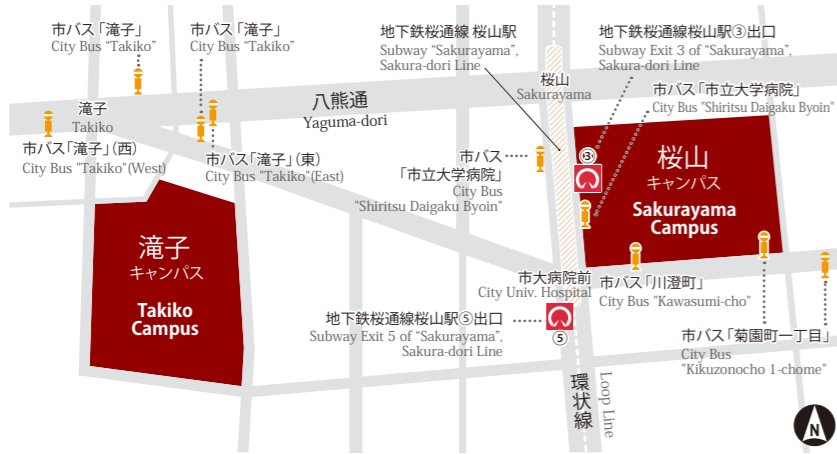 市バス「滝子」
City Bus “Takiko”
市バス「滝子」
City Bus “Takiko”
地下鉄桜通線 桜山駅
Subway “Sakurayama”,
Sakura-dori Line
地下鉄桜通線桜山駅③出口
Subway Exit 3 of “Sakurayama”,
Sakura-dori Line
桜山
Sakurayama
市バス「市立大学病院」
City Bus "Shiritsu Daigaku Byoin"
滝子
Takiko
八熊通
Yaguma-dori
市バス「滝子」(西)
City Bus "Takiko"(West)
市バス「滝子」(東)
City Bus "Takiko"(East)
市バス
「市立大学病院」
City Bus
"Shiritsu Daigaku Byoin"
③
桜山
キャンパス
Sakurayama
Campus
滝子
キャンパス
Takiko
Campus
市大病院前
City Univ. Hospital
市バス「川澄町」
City Bus "Kawasumi-cho"
地下鉄桜通線桜山駅⑤出口
Subway Exit 5 of “Sakurayama”,
Sakura-dori Line
⑤
市バス「菊園町一丁目」
City Bus
"Kikuzonocho 1-chome"
環状線
Loop Line
N